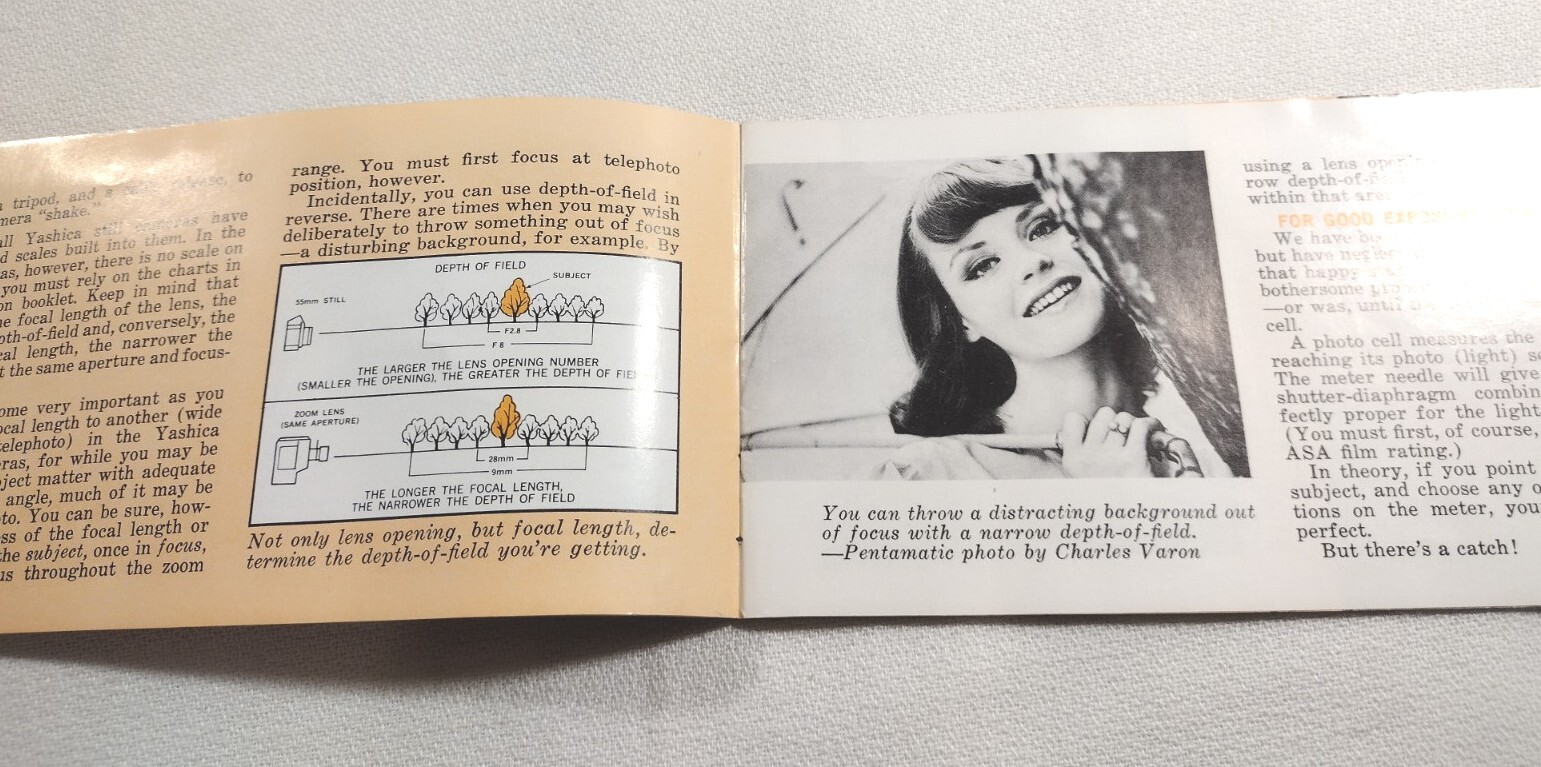 tripod, and to
mera "shake."
all Yashica still cameras have
d scales built into them. In the
as, however, there is no scale on
you must rely on the charts in
on booklet. Keep in mind that
e focal length of the lens, the
pth-of-field and, conversely, the
cal length, the narrower the
t the same aperture and focus-
ome very important as you
ocal length to another (wide
telephoto) in the Yashica
ras, for while you may be
ject matter with adequate
angle, much of it may be
to. You can be sure, how-
ss of the focal length or
the subject, once in focus,
us throughout the zoom
range. You must first focus at telephoto
position, however.
Incidentally, you can use depth-of-field in
reverse. There are times when you may wish
deliberately to throw something out of focus
—a disturbing background, for example. By
DEPTH OF FIELD
SUBJECT
55mm STILL
F2.8
F8
THE LARGER THE LENS OPENING NUMBER
(SMALLER THE OPENING), THE GREATER THE DEPTH OF FIE
ZOOM LENS
(SAME APERTURE)
28mm
9mm
THE LONGER THE FOCAL LENGTH,
THE NARROWER THE DEPTH OF FIELD
Not only lens opening, but focal length, de-
termine the depth-of-field you're getting.
You can throw a distracting background out
of focus with a narrow depth-of-field.
—Pentamatic photo by Charles Varon
using a lens
row depth-of-
within that
FOR GOOD
We have
but have
that happy
bothersome
—or was, until
cell.
A photo cell measures the
reaching its photo (light) s
The meter needle will give
shutter-diaphragm combin
fectly proper for the light
(You must first, of course,
ASA film rating.)
In theory, if you point
subject, and choose any o
tions on the meter, you
perfect.
But there's a catch!